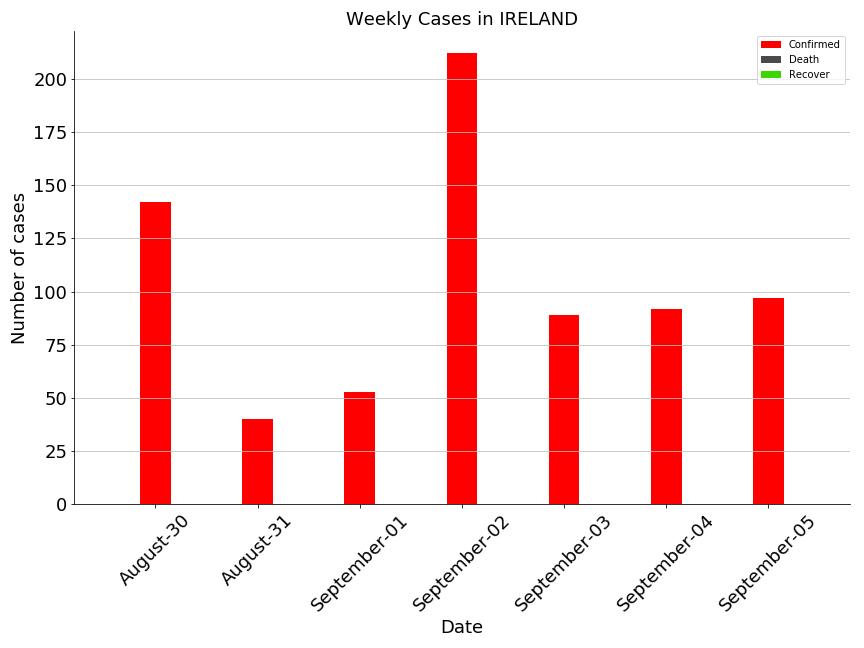 Weekly Cases in IRELAND
Confirmed
Death
Recover
Number of cases
200
175
150
125
100
75
50
25
0
August-30
August-31
September-01
September-02
September-03
September-04
September-05
Date